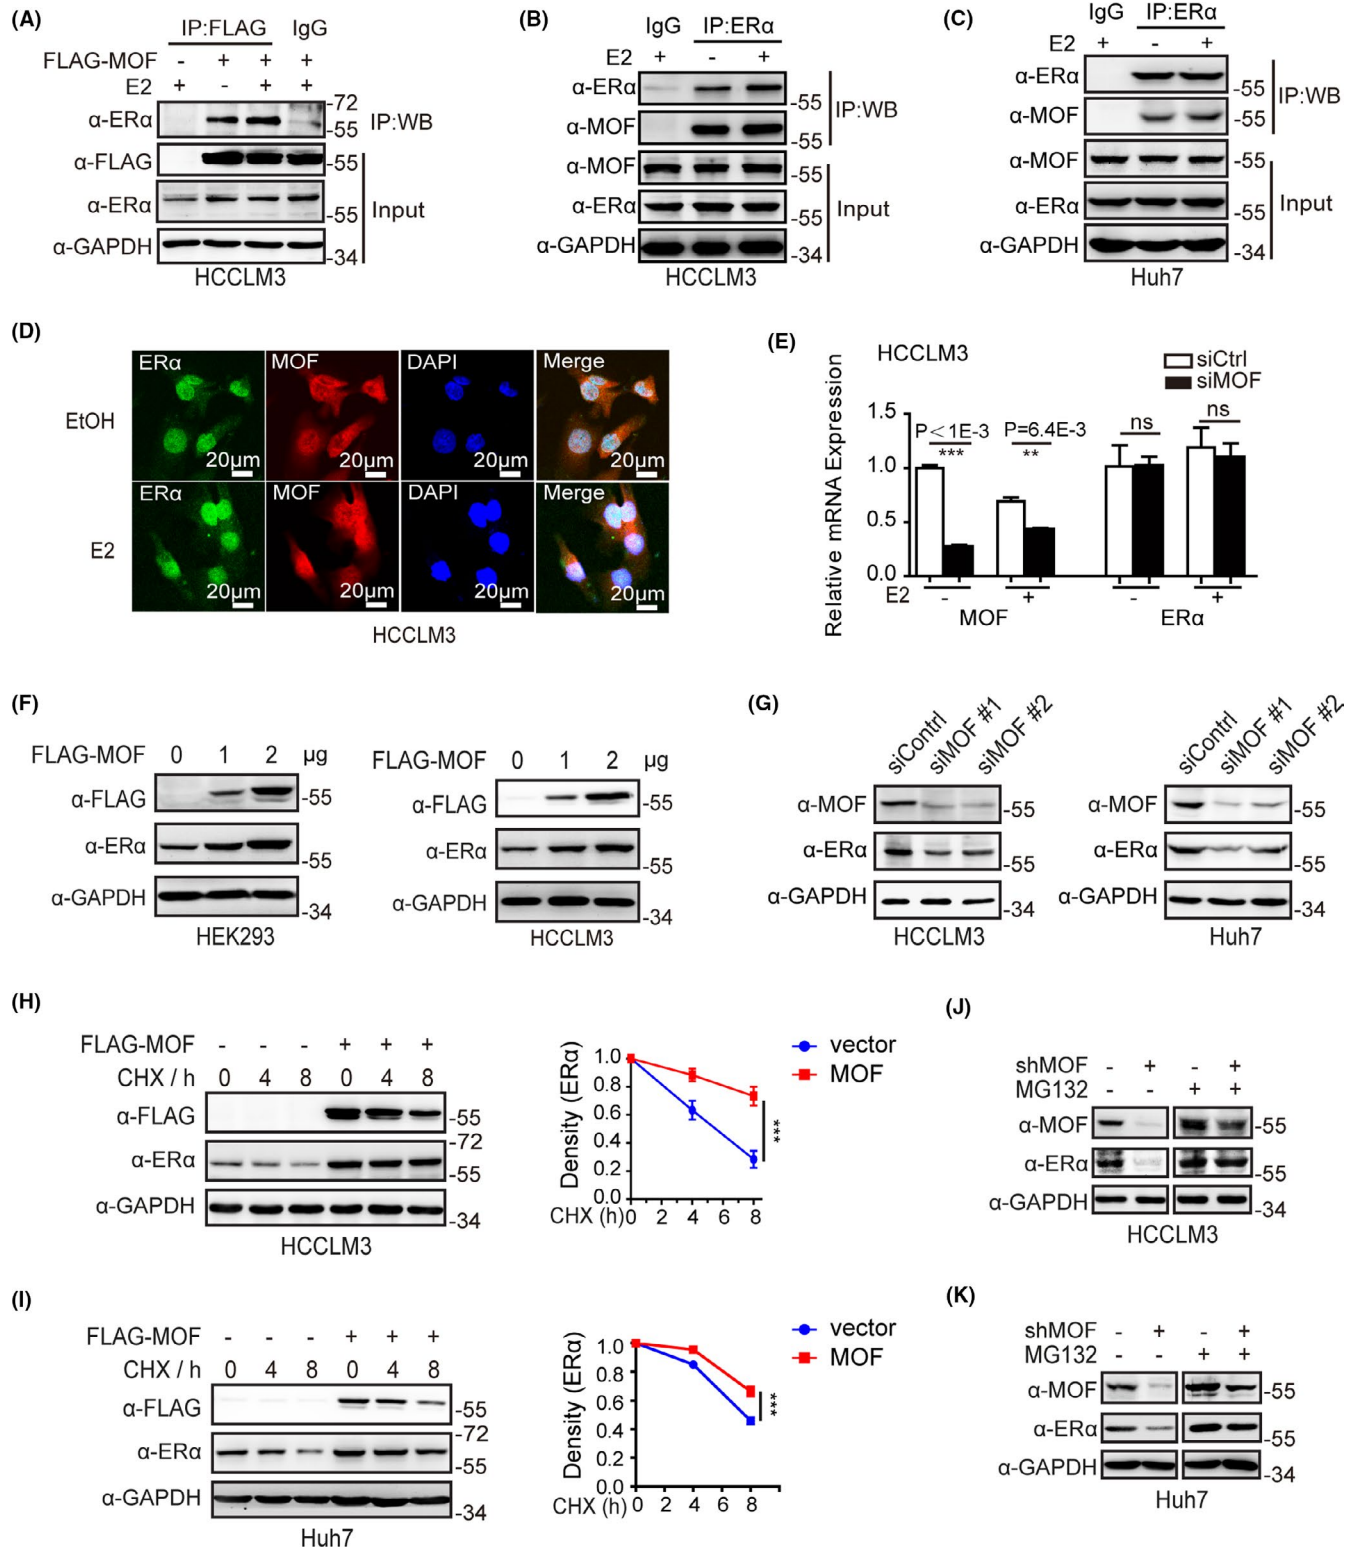 (A)
IP:FLAG IgG
FLAG-MOF - + + +
E2 + - + +
α-ERα -72 -55 IP:WB
α-FLAG -55
α-ERα -55 Input
α-GAPDH -34
HCCLM3
(B)
IgG IP:ERα
E2 + - +
α-ERα -55 IP:WB
α-MOF -55
α-MOF -55
α-ERα -55 Input
α-GAPDH -34
HCCLM3
(C)
IgG IP:ERα
E2 + - +
α-ERα -55 IP:WB
α-MOF -55
α-MOF -55
α-ERα -55 Input
α-GAPDH -34
Huh7
(D)
ERα MOF DAPI Merge
EtOH
20μm 20μm 20μm 20μm
ERα MOF DAPI Merge
E2
20μm 20μm 20μm 20μm
HCCLM3
(E)
HCCLM3
siCtrl
siMOF
Relative mRNA Expression
1.5
1.0
0.5
0.0
P<1E-3 P=6.4E-3 ns ns
*** **
E2 - + - +
MOF ERα
(F)
FLAG-MOF 0 1 2 μg
α-FLAG -55
α-ERα -55
α-GAPDH -34
HEK293
FLAG-MOF 0 1 2 μg
α-FLAG -55
α-ERα -55
α-GAPDH -34
HCCLM3
(G)
siControl siMOF #1 siMOF #2
α-MOF -55
α-ERα -55
α-GAPDH -34
HCCLM3
siControl siMOF #1 siMOF #2
α-MOF -55
α-ERα -55
α-GAPDH -34
Huh7
(H)
FLAG-MOF - - - + + +
CHX / h 0 4 8 0 4 8
α-FLAG -55
-72
α-ERα -55
α-GAPDH -34
HCCLM3
vector
MOF
Density (ERα)
1.0
0.8
0.6
0.4
0.2
0.0
***
CHX (h) 0 2 4 6 8
(I)
FLAG-MOF - - - + + +
CHX / h 0 4 8 0 4 8
α-FLAG -55
-72
α-ERα -55
α-GAPDH -34
Huh7
vector
MOF
Density (ERα)
1.0
0.8
0.6
0.4
0.2
0.0
***
CHX (h) 0 2 4 6 8
(J)
shMOF - + - +
MG132 - - + +
α-MOF -55
α-ERα -55
α-GAPDH -34
HCCLM3
(K)
shMOF - + - +
MG132 - - + +
α-MOF -55
α-ERα -55
α-GAPDH -34
Huh7